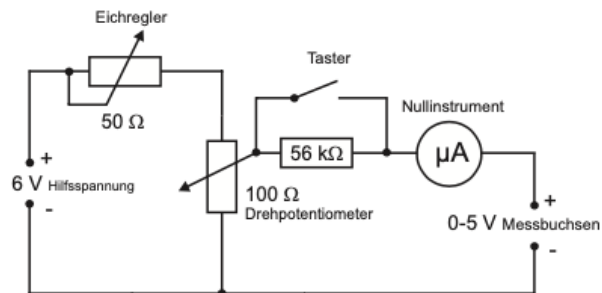 Eichregler
50 Ω
Taster
Nullinstrument
56 kΩ
µA
+
6 V Hilfsspannung
-
100 Ω
Drehpotentiometer
+
0-5 V Messbuchsen
-